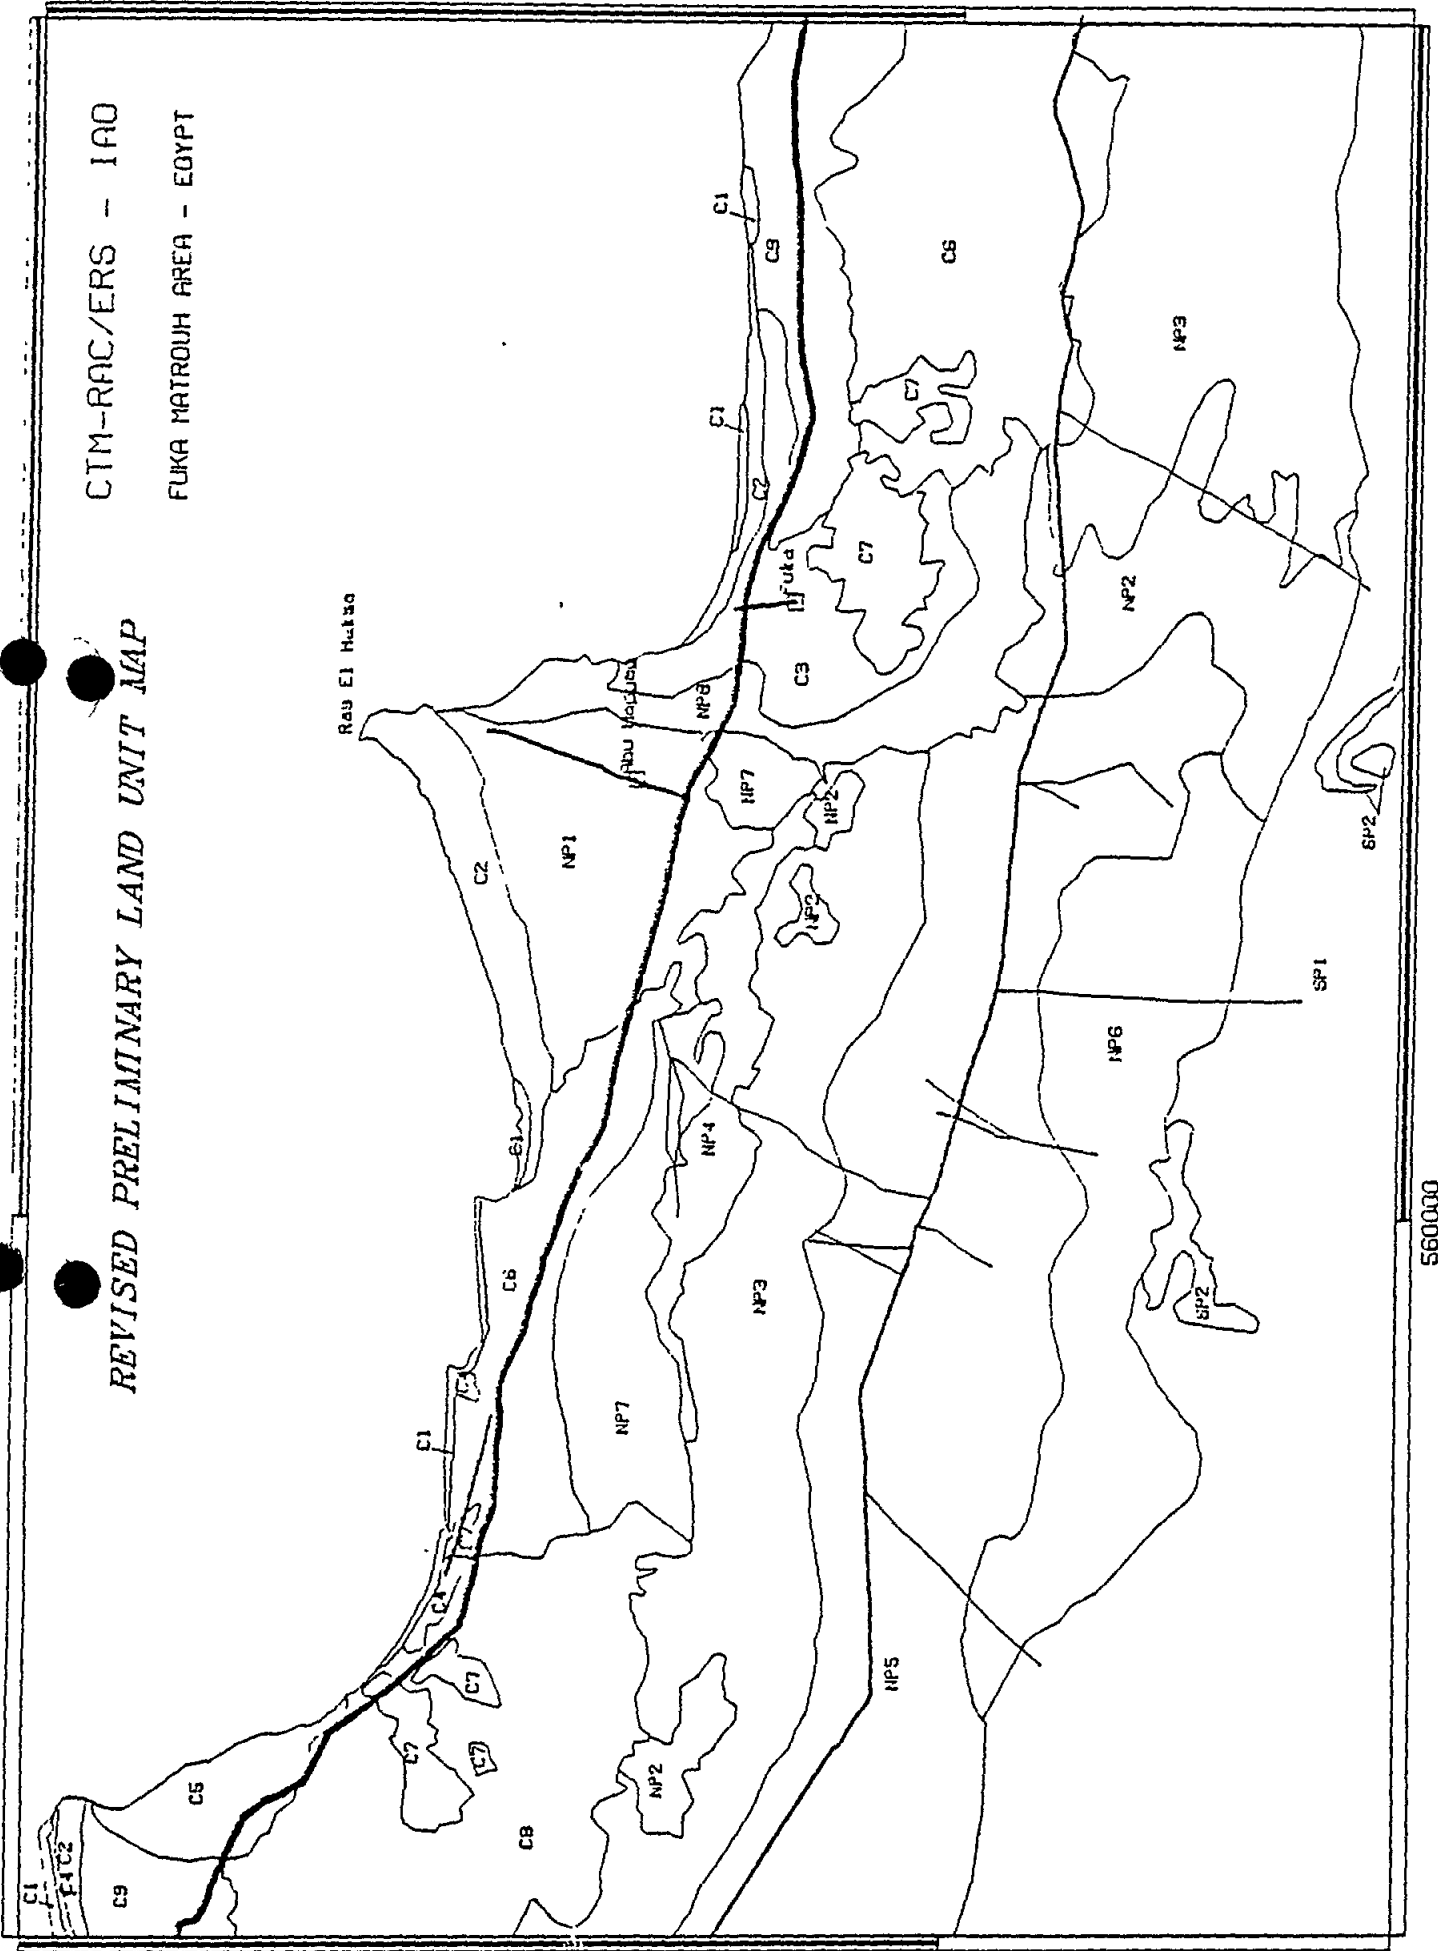 CTM-RAC/ERS - IAO
FUKA MATROUH AREA - EGYPT
REVISED PRELIMINARY LAND UNIT MAP
Ras El Hekma
C1
C2
C9
C5
C7
C7
C7
C8
NP2
C4
C1
C6
NP7
NP3
NP5
C1
NP4
C2
NP1
NP7
NP2
NP2
NP8
Fuka
C3
C7
C2
C1
C1
C9
C7
C6
NP2
NP3
NP6
SP1
SP2
SP2
560000